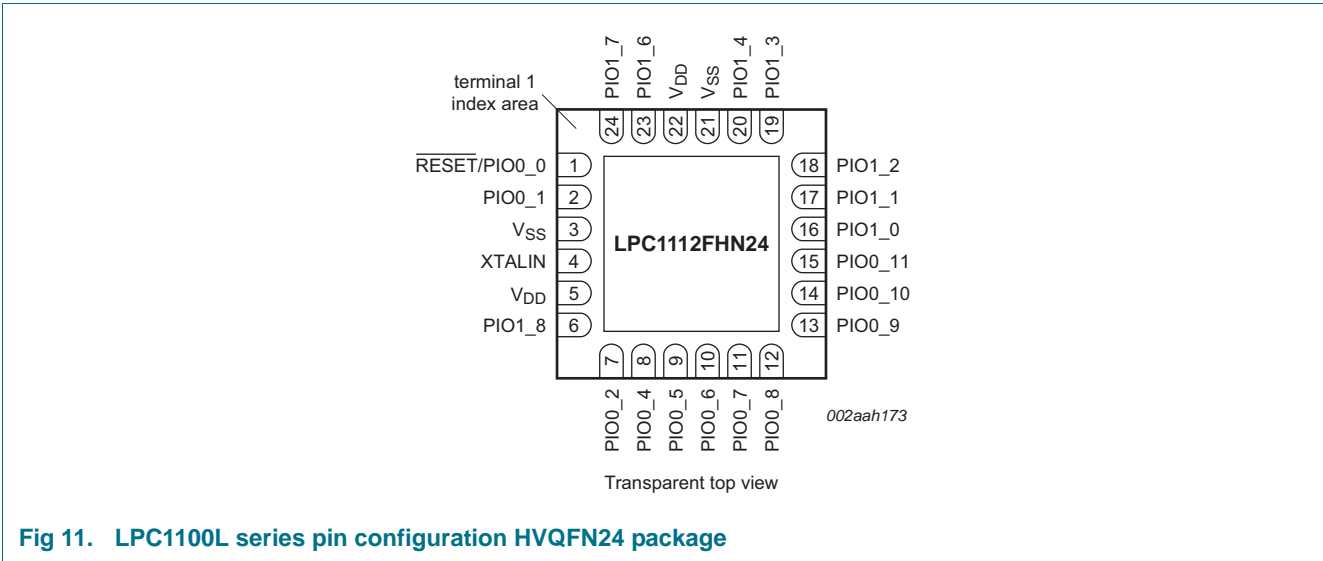 PIO1_7
PIO1_6
VDD
VSS
PIO1_4
PIO1_3
terminal 1
index area
24
23
22
21
20
19
RESET/PIO0_0 1
PIO0_1 2
VSS 3
XTALIN 4
VDD 5
PIO1_8 6
LPC1112FHN24
18 PIO1_2
17 PIO1_1
16 PIO1_0
15 PIO0_11
14 PIO0_10
13 PIO0_9
7
8
9
10
11
12
PIO0_2
PIO0_4
PIO0_5
PIO0_6
PIO0_7
PIO0_8
002aah173
Transparent top view
Fig 11. LPC1100L series pin configuration HVQFN24 package